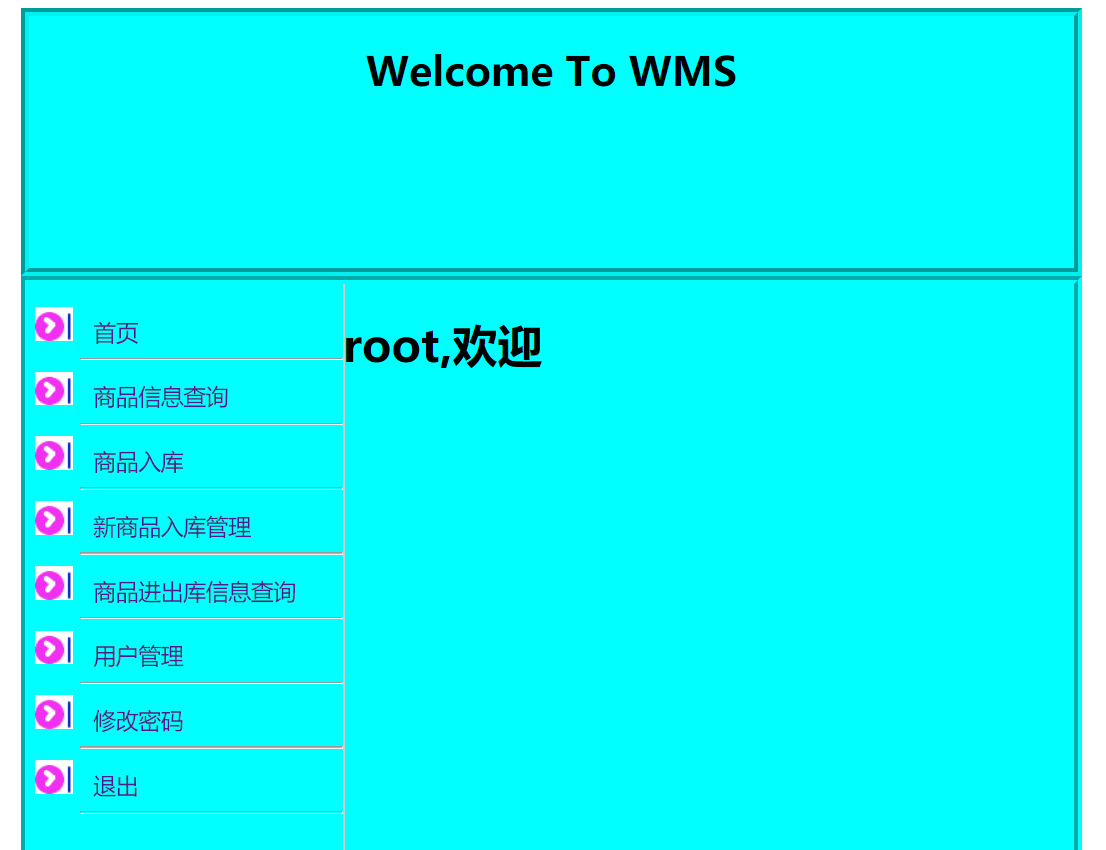 Welcome To WMS
首页
root,欢迎
商品信息查询
商品入库
新商品入库管理
商品进出库信息查询
用户管理
修改密码
退出